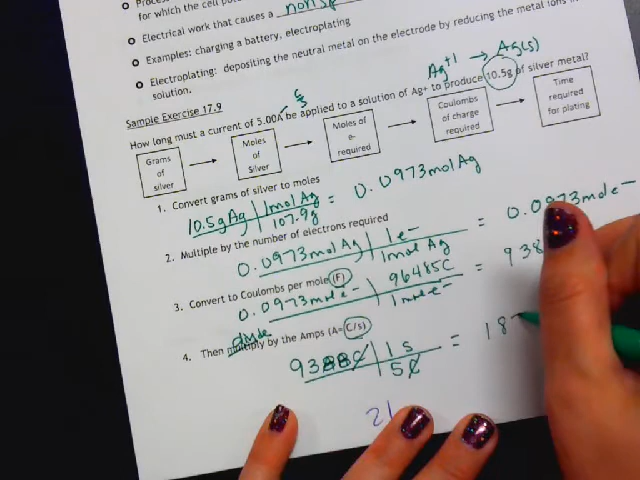 for which the cell
Electrical work that causes a non
Examples: charging a battery, electroplating
Electroplating: depositing the neutral metal on the electrode by reducing the metal ions in
solution.
Ag+1 → Ag(s)
Sample Exercise 17.9
C/s
How long must a current of 5.00A be applied to a solution of Ag+ to produce 10.5g of silver metal?
Grams of silver → Moles of Silver → Moles of e- required → Coulombs of charge required → Time required for plating
1. Convert grams of silver to moles
10.5g Ag | 1mol Ag / 107.9g = 0.0973mol Ag
2. Multiple by the number of electrons required
0.0973mol Ag | 1e- / 1mol Ag = 0.0973mol e-
3. Convert to Coulombs per mole (F)
0.0973mol e- | 96485C / 1mol e- = 938
divide
4. Then multiply by the Amps (A= C/s)
9388C | 1s / 5C = 187
21